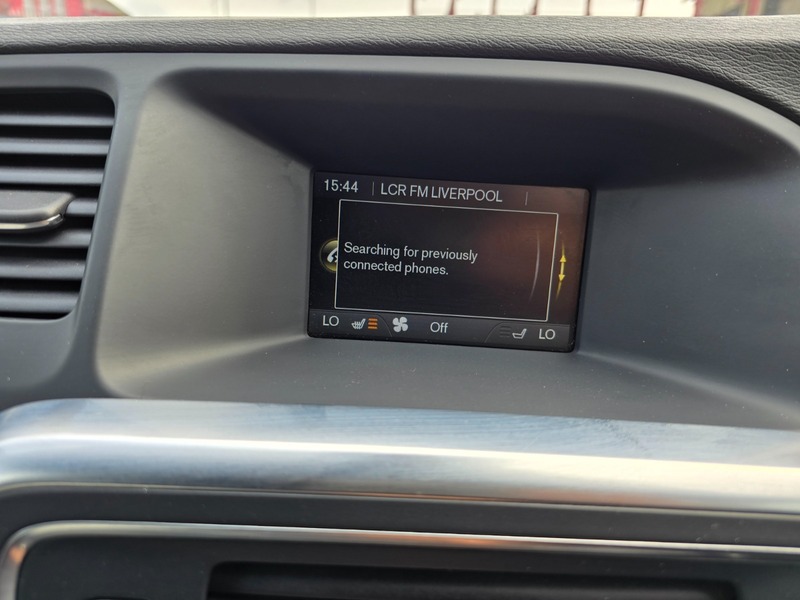 15:44 LCR FM LIVERPOOL
Searching for previously
connected phones.
LO Off LO